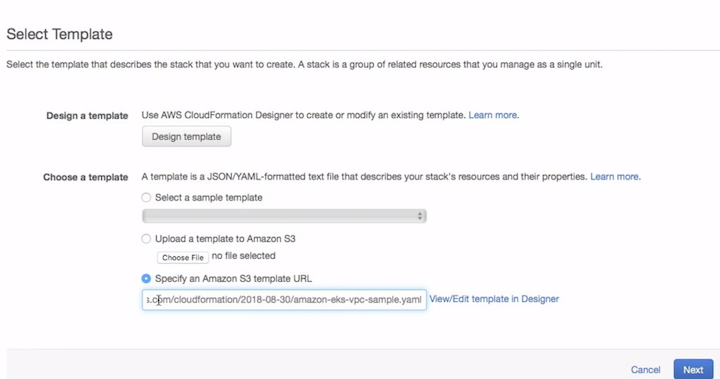 Select Template
Select the template that describes the stack that you want to create. A stack is a group of related resources that you manage as a single unit.
Design a template
Use AWS CloudFormation Designer to create or modify an existing template. Learn more.
Design template
Choose a template
A template is a JSON/YAML-formatted text file that describes your stack's resources and their properties. Learn more.
Select a sample template
Upload a template to Amazon S3
Choose File no file selected
Specify an Amazon S3 template URL
s.com/cloudformation/2018-08-30/amazon-eks-vpc-sample.yaml View/Edit template in Designer
Cancel Next